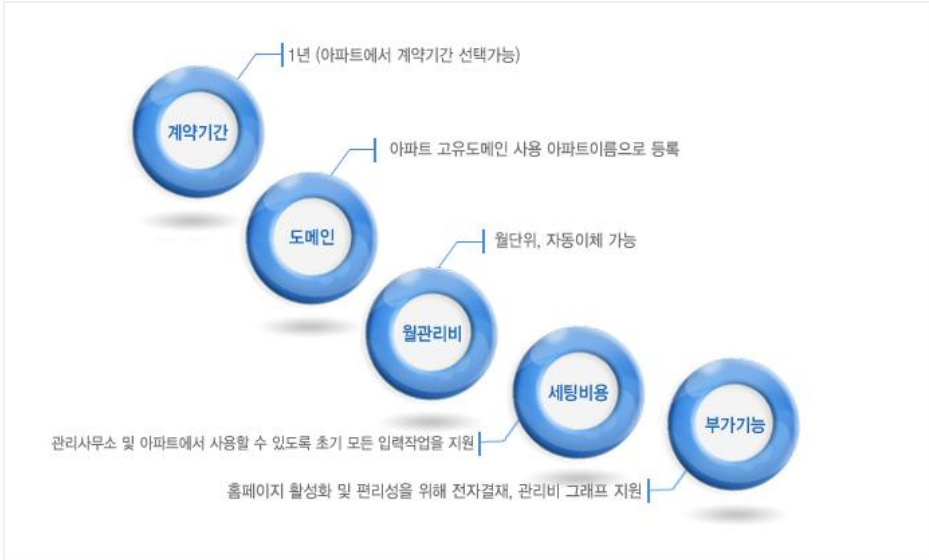 1년 (아파트에서 계약기간 선택가능)
계약기간
아파트 고유도메인 사용 아파트이름으로 등록
도메인
월단위, 자동이체 가능
월관리비
세팅비용
관리사무소 및 아파트에서 사용할 수 있도록 초기 모든 입력작업을 지원
부가기능
홈페이지 활성화 및 편리성을 위해 전자결재, 관리비 그래프 지원